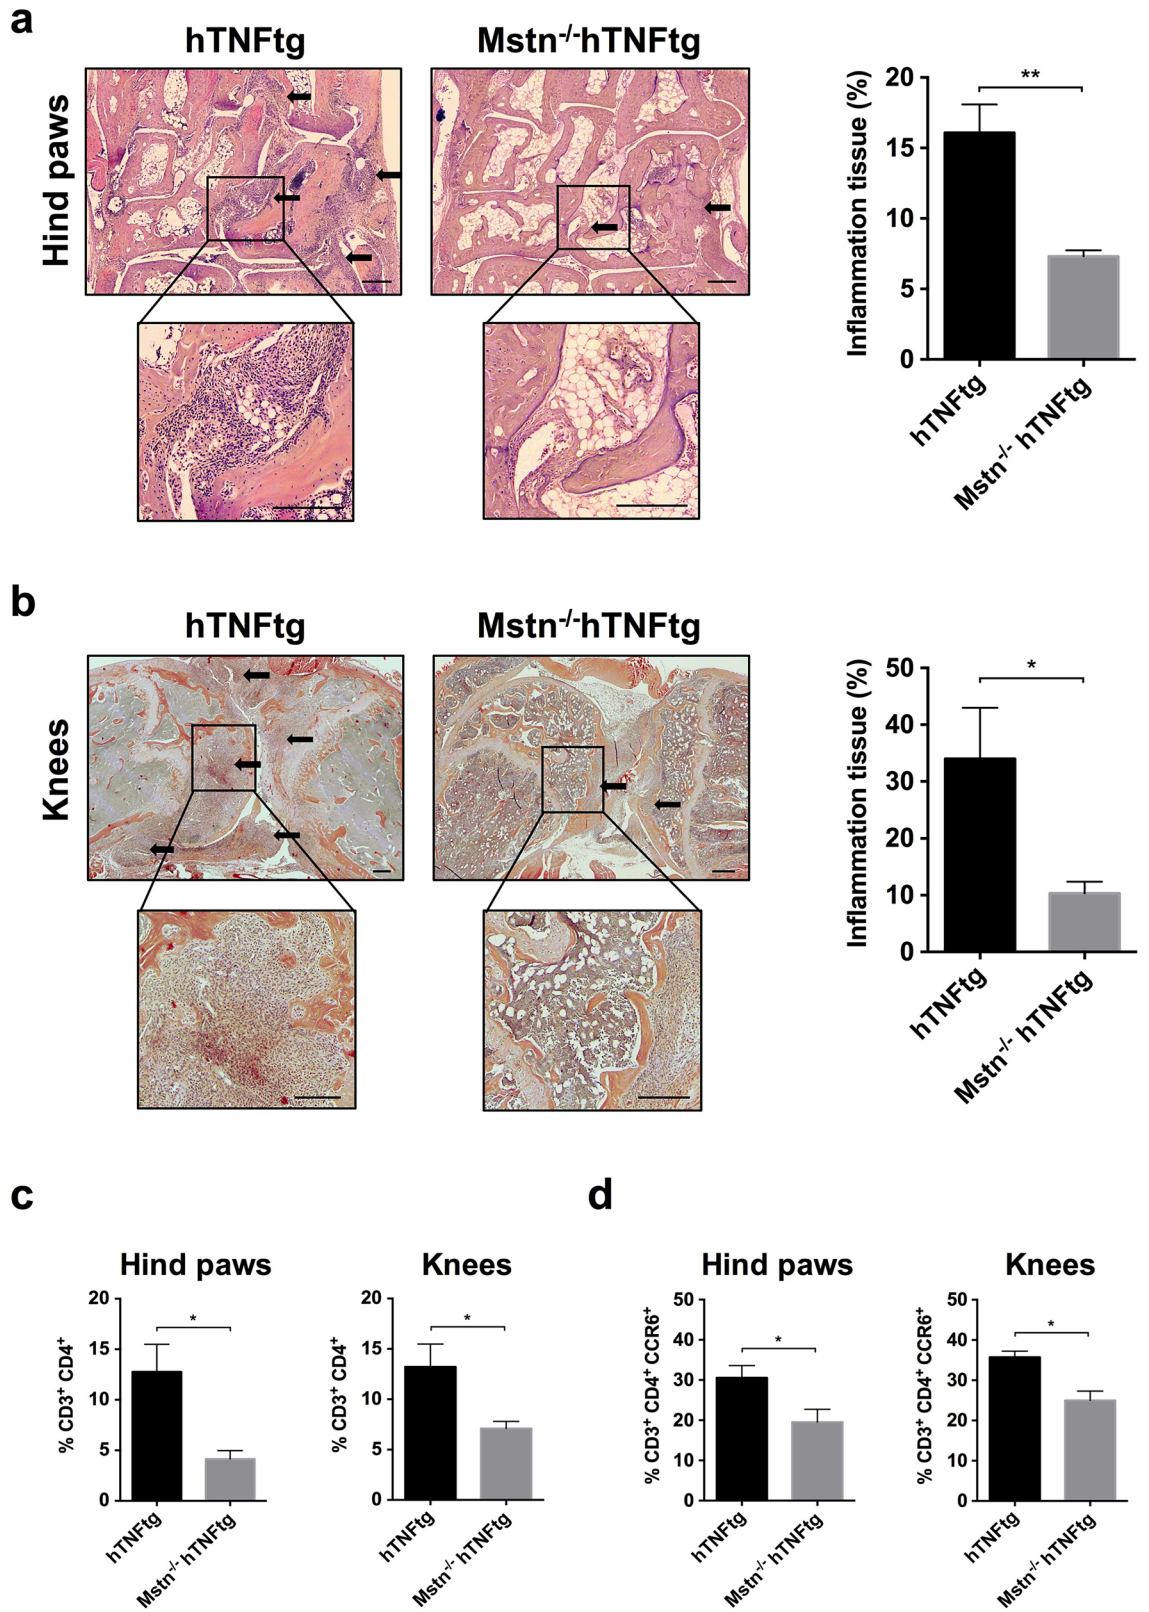 a
hTNFtg
Mstn⁻/⁻hTNFtg
Hind paws
Inflammation tissue (%)
20
15
10
5
0
**
hTNFtg
Mstn⁻/⁻ hTNFtg
b
hTNFtg
Mstn⁻/⁻hTNFtg
Knees
Inflammation tissue (%)
50
40
30
20
10
0
*
hTNFtg
Mstn⁻/⁻ hTNFtg
c
Hind paws
% CD3⁺ CD4⁺
20
15
10
5
0
*
hTNFtg
Mstn⁻/⁻ hTNFtg
Knees
% CD3⁺ CD4⁺
20
15
10
5
0
*
hTNFtg
Mstn⁻/⁻ hTNFtg
d
Hind paws
% CD3⁺ CD4⁺ CCR6⁺
50
40
30
20
10
0
*
hTNFtg
Mstn⁻/⁻ hTNFtg
Knees
% CD3⁺ CD4⁺ CCR6⁺
50
40
30
20
10
0
*
hTNFtg
Mstn⁻/⁻ hTNFtg